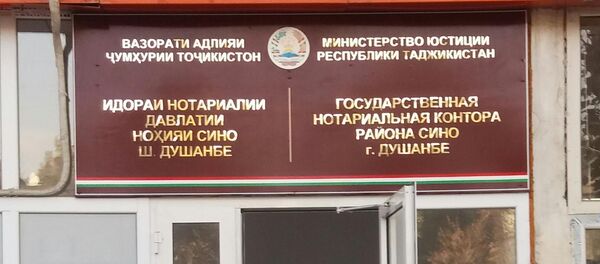 ВАЗОРАТИ АДЛИЯИ
ҶУМҲУРИИ ТОҶИКИСТОН
ИДОРАИ НОТАРИАЛИИ
ДАВЛАТИИ
НОҲИЯИ СИНО
Ш. ДУШАНБЕ
МИНИСТЕРСТВО ЮСТИЦИИ
РЕСПУБЛИКИ ТАДЖИКИСТАН
ГОСУДАРСТВЕННАЯ
НОТАРИАЛЬНАЯ КОНТОРА
РАЙОНА СИНО
г. ДУШАНБЕ